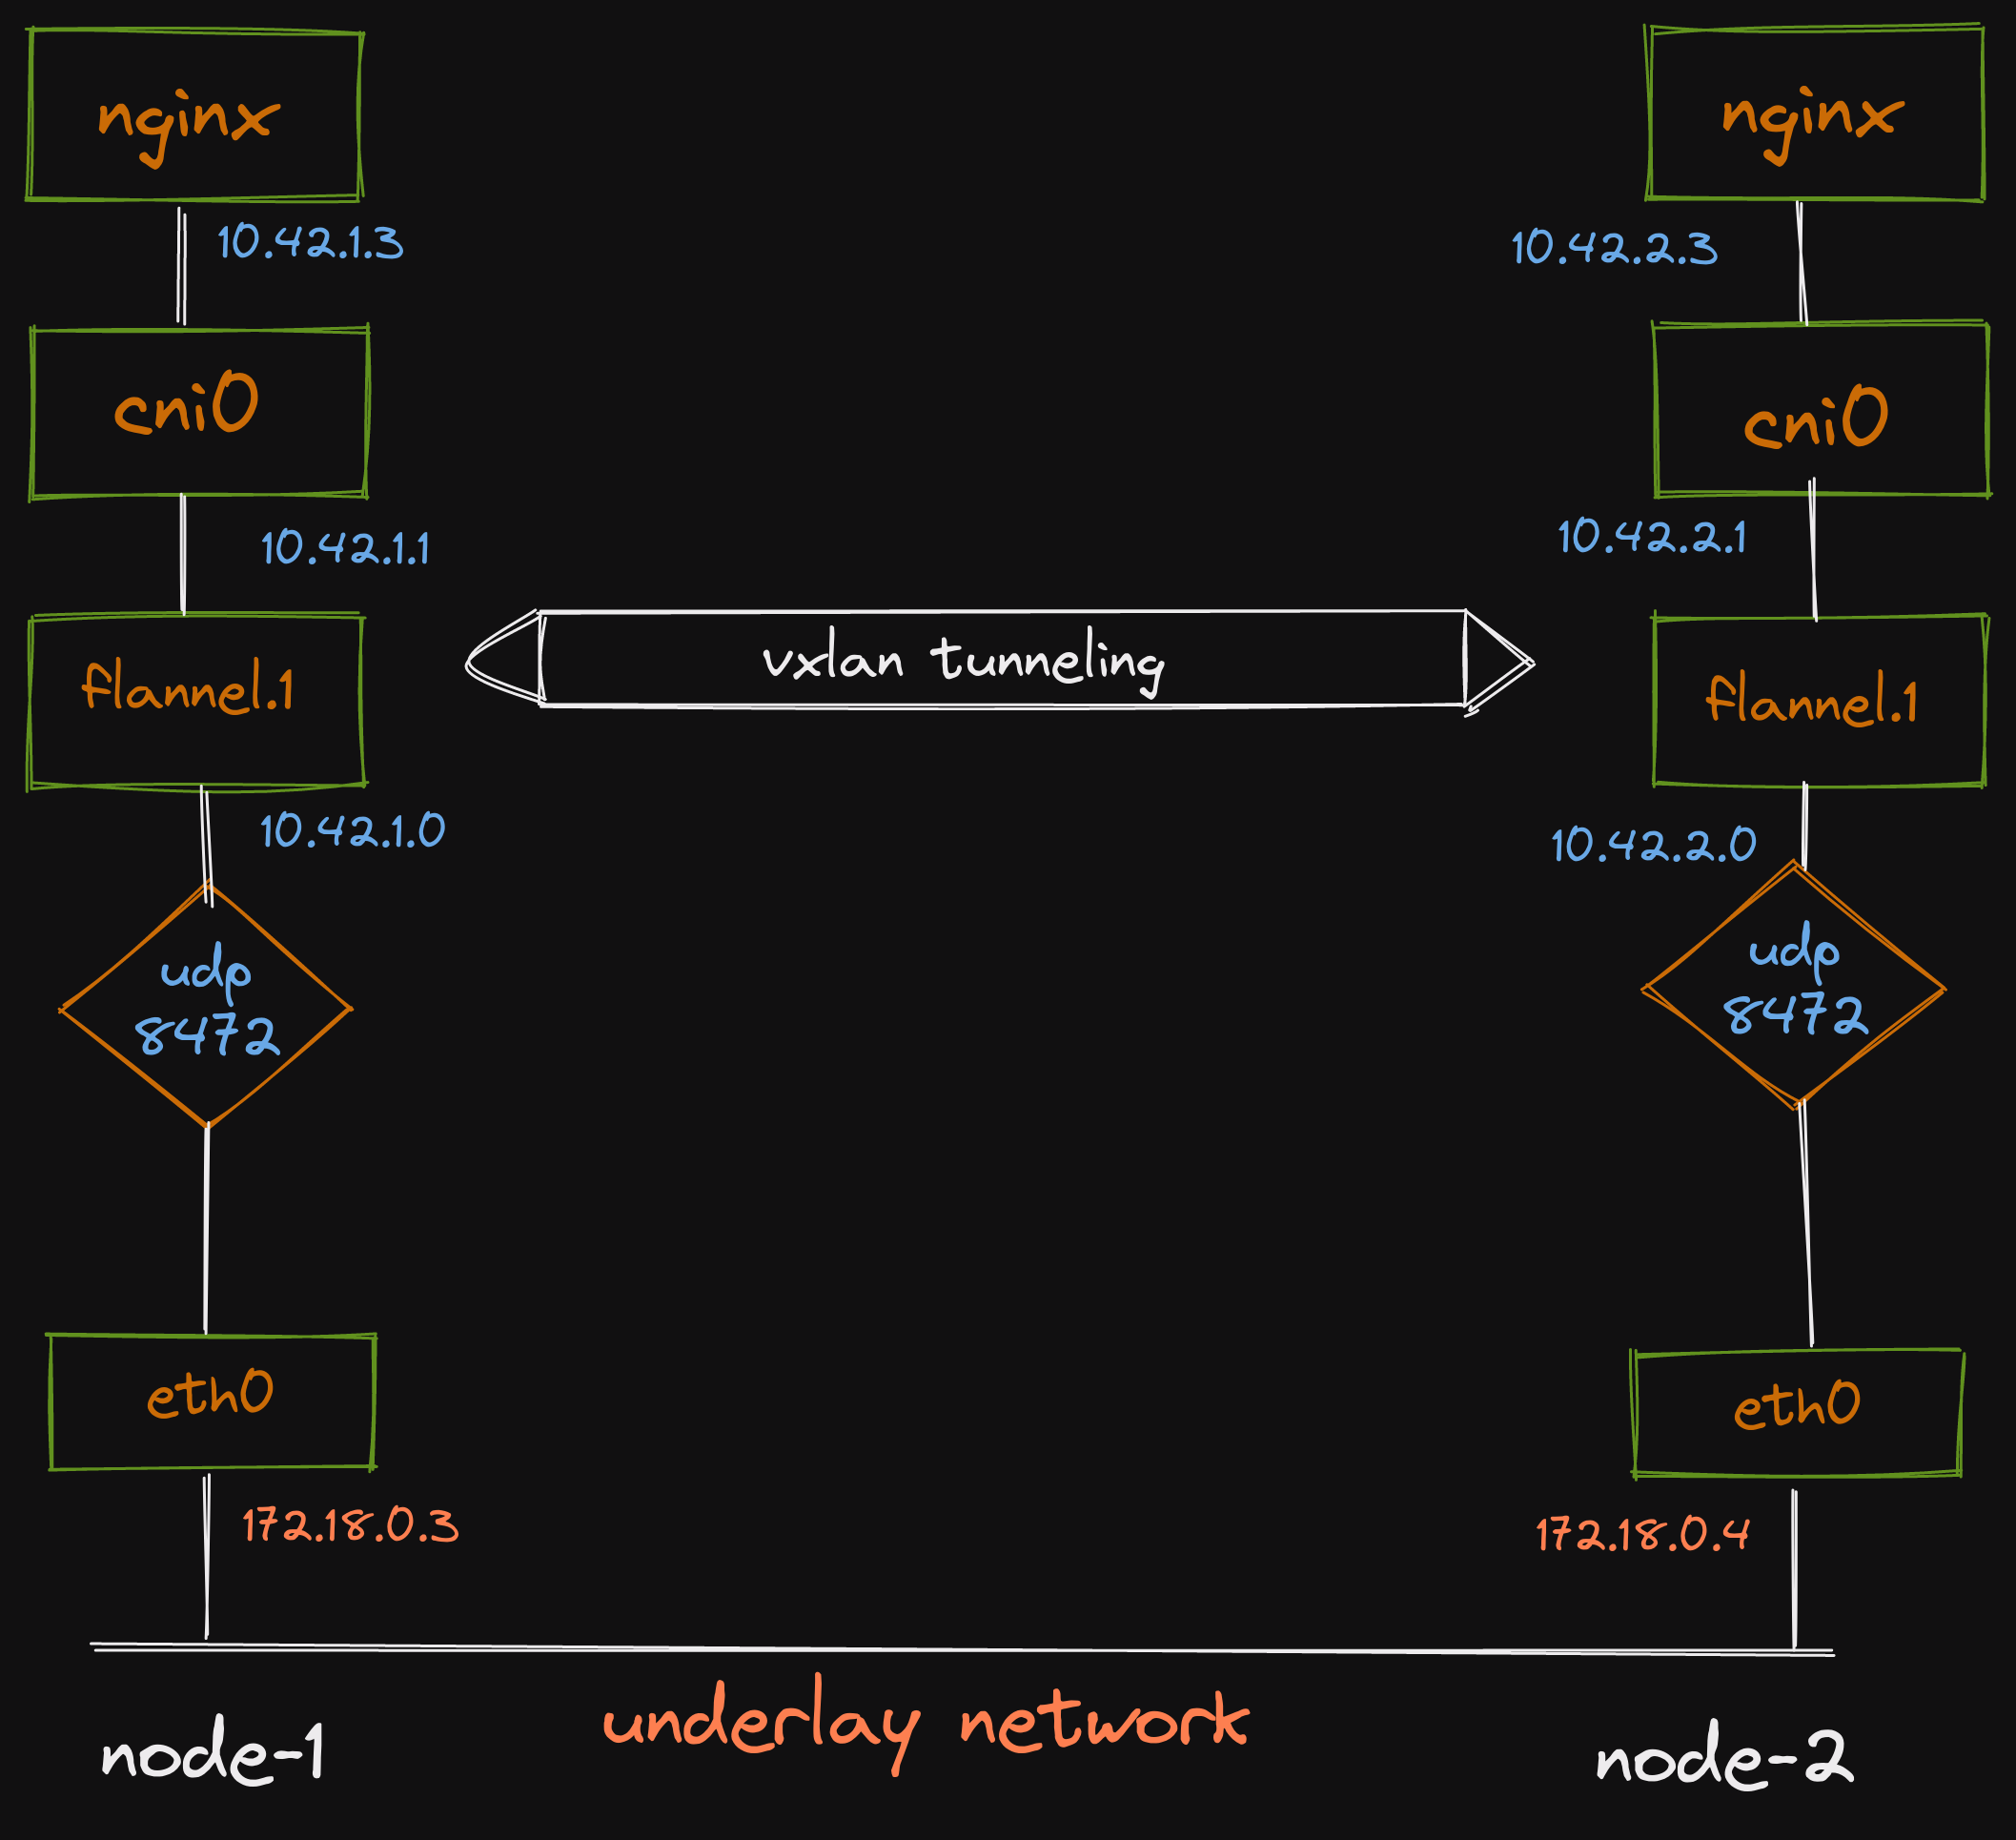 nginx
nginx
10.42.1.3
10.42.2.3
cni0
cni0
10.42.1.1
10.42.2.1
vxlan tunneling
flannel.1
flannel.1
10.42.1.0
10.42.2.0
udp
8472
udp
8472
eth0
eth0
172.18.0.3
172.18.0.4
underlay network
node-1
node-2